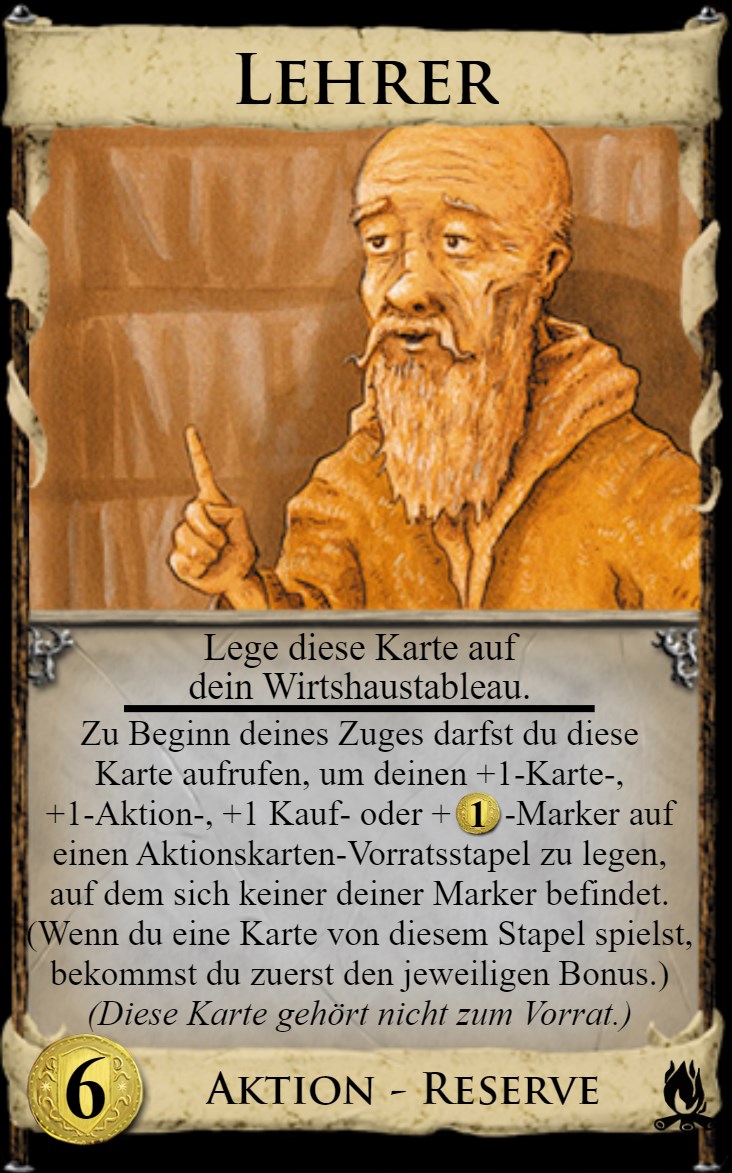 LEHRER
Lege diese Karte auf
dein Wirtshaustableau.
Zu Beginn deines Zuges darfst du diese
Karte aufrufen, um deinen +1-Karte-,
+1-Aktion-, +1 Kauf- oder + 1 -Marker auf
einen Aktionskarten-Vorratsstapel zu legen,
auf dem sich keiner deiner Marker befindet.
(Wenn du eine Karte von diesem Stapel spielst,
bekommst du zuerst den jeweiligen Bonus.)
(Diese Karte gehört nicht zum Vorrat.)
6 AKTION - RESERVE